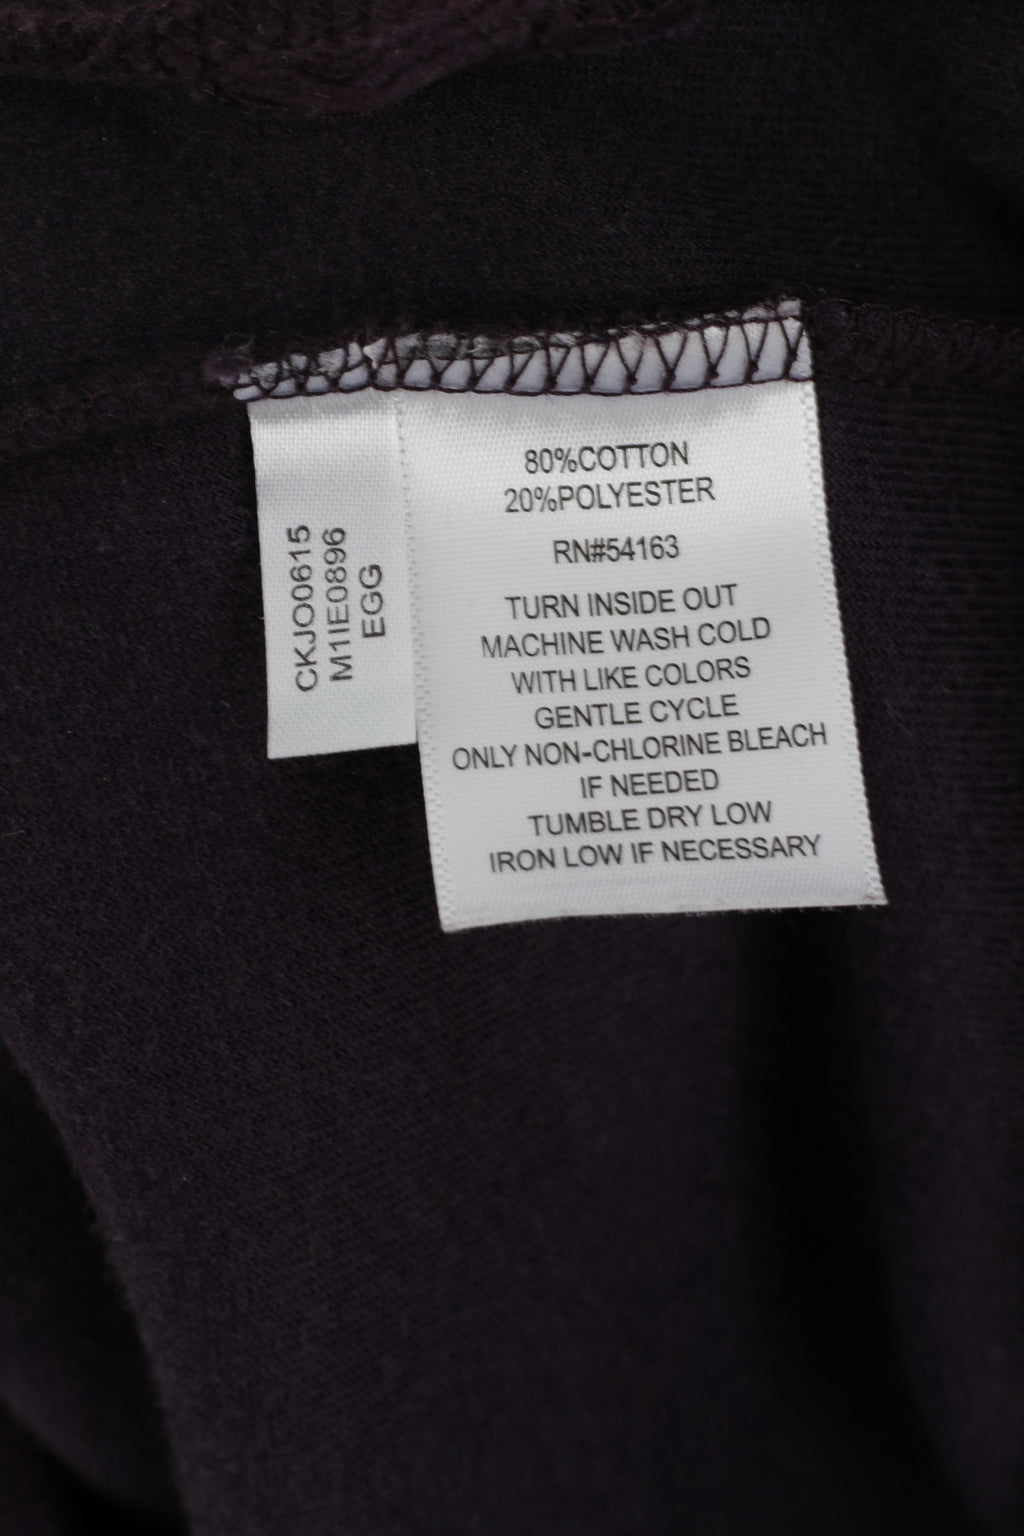 CKJO0615
M1IE0896
EGG
80%COTTON
20%POLYESTER
RN#54163
TURN INSIDE OUT
MACHINE WASH COLD
WITH LIKE COLORS
GENTLE CYCLE
ONLY NON-CHLORINE BLEACH
IF NEEDED
TUMBLE DRY LOW
IRON LOW IF NECESSARY